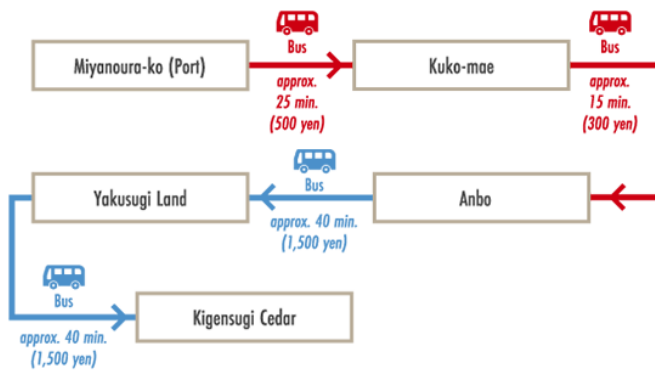 Miyanoura-ko (Port)
Bus
approx.
25 min.
(500 yen)
Kuko-mae
Bus
approx.
15 min.
(300 yen)
Anbo
Bus
approx. 40 min.
(1,500 yen)
Yakusugi Land
Bus
approx. 40 min.
(1,500 yen)
Kigensugi Cedar